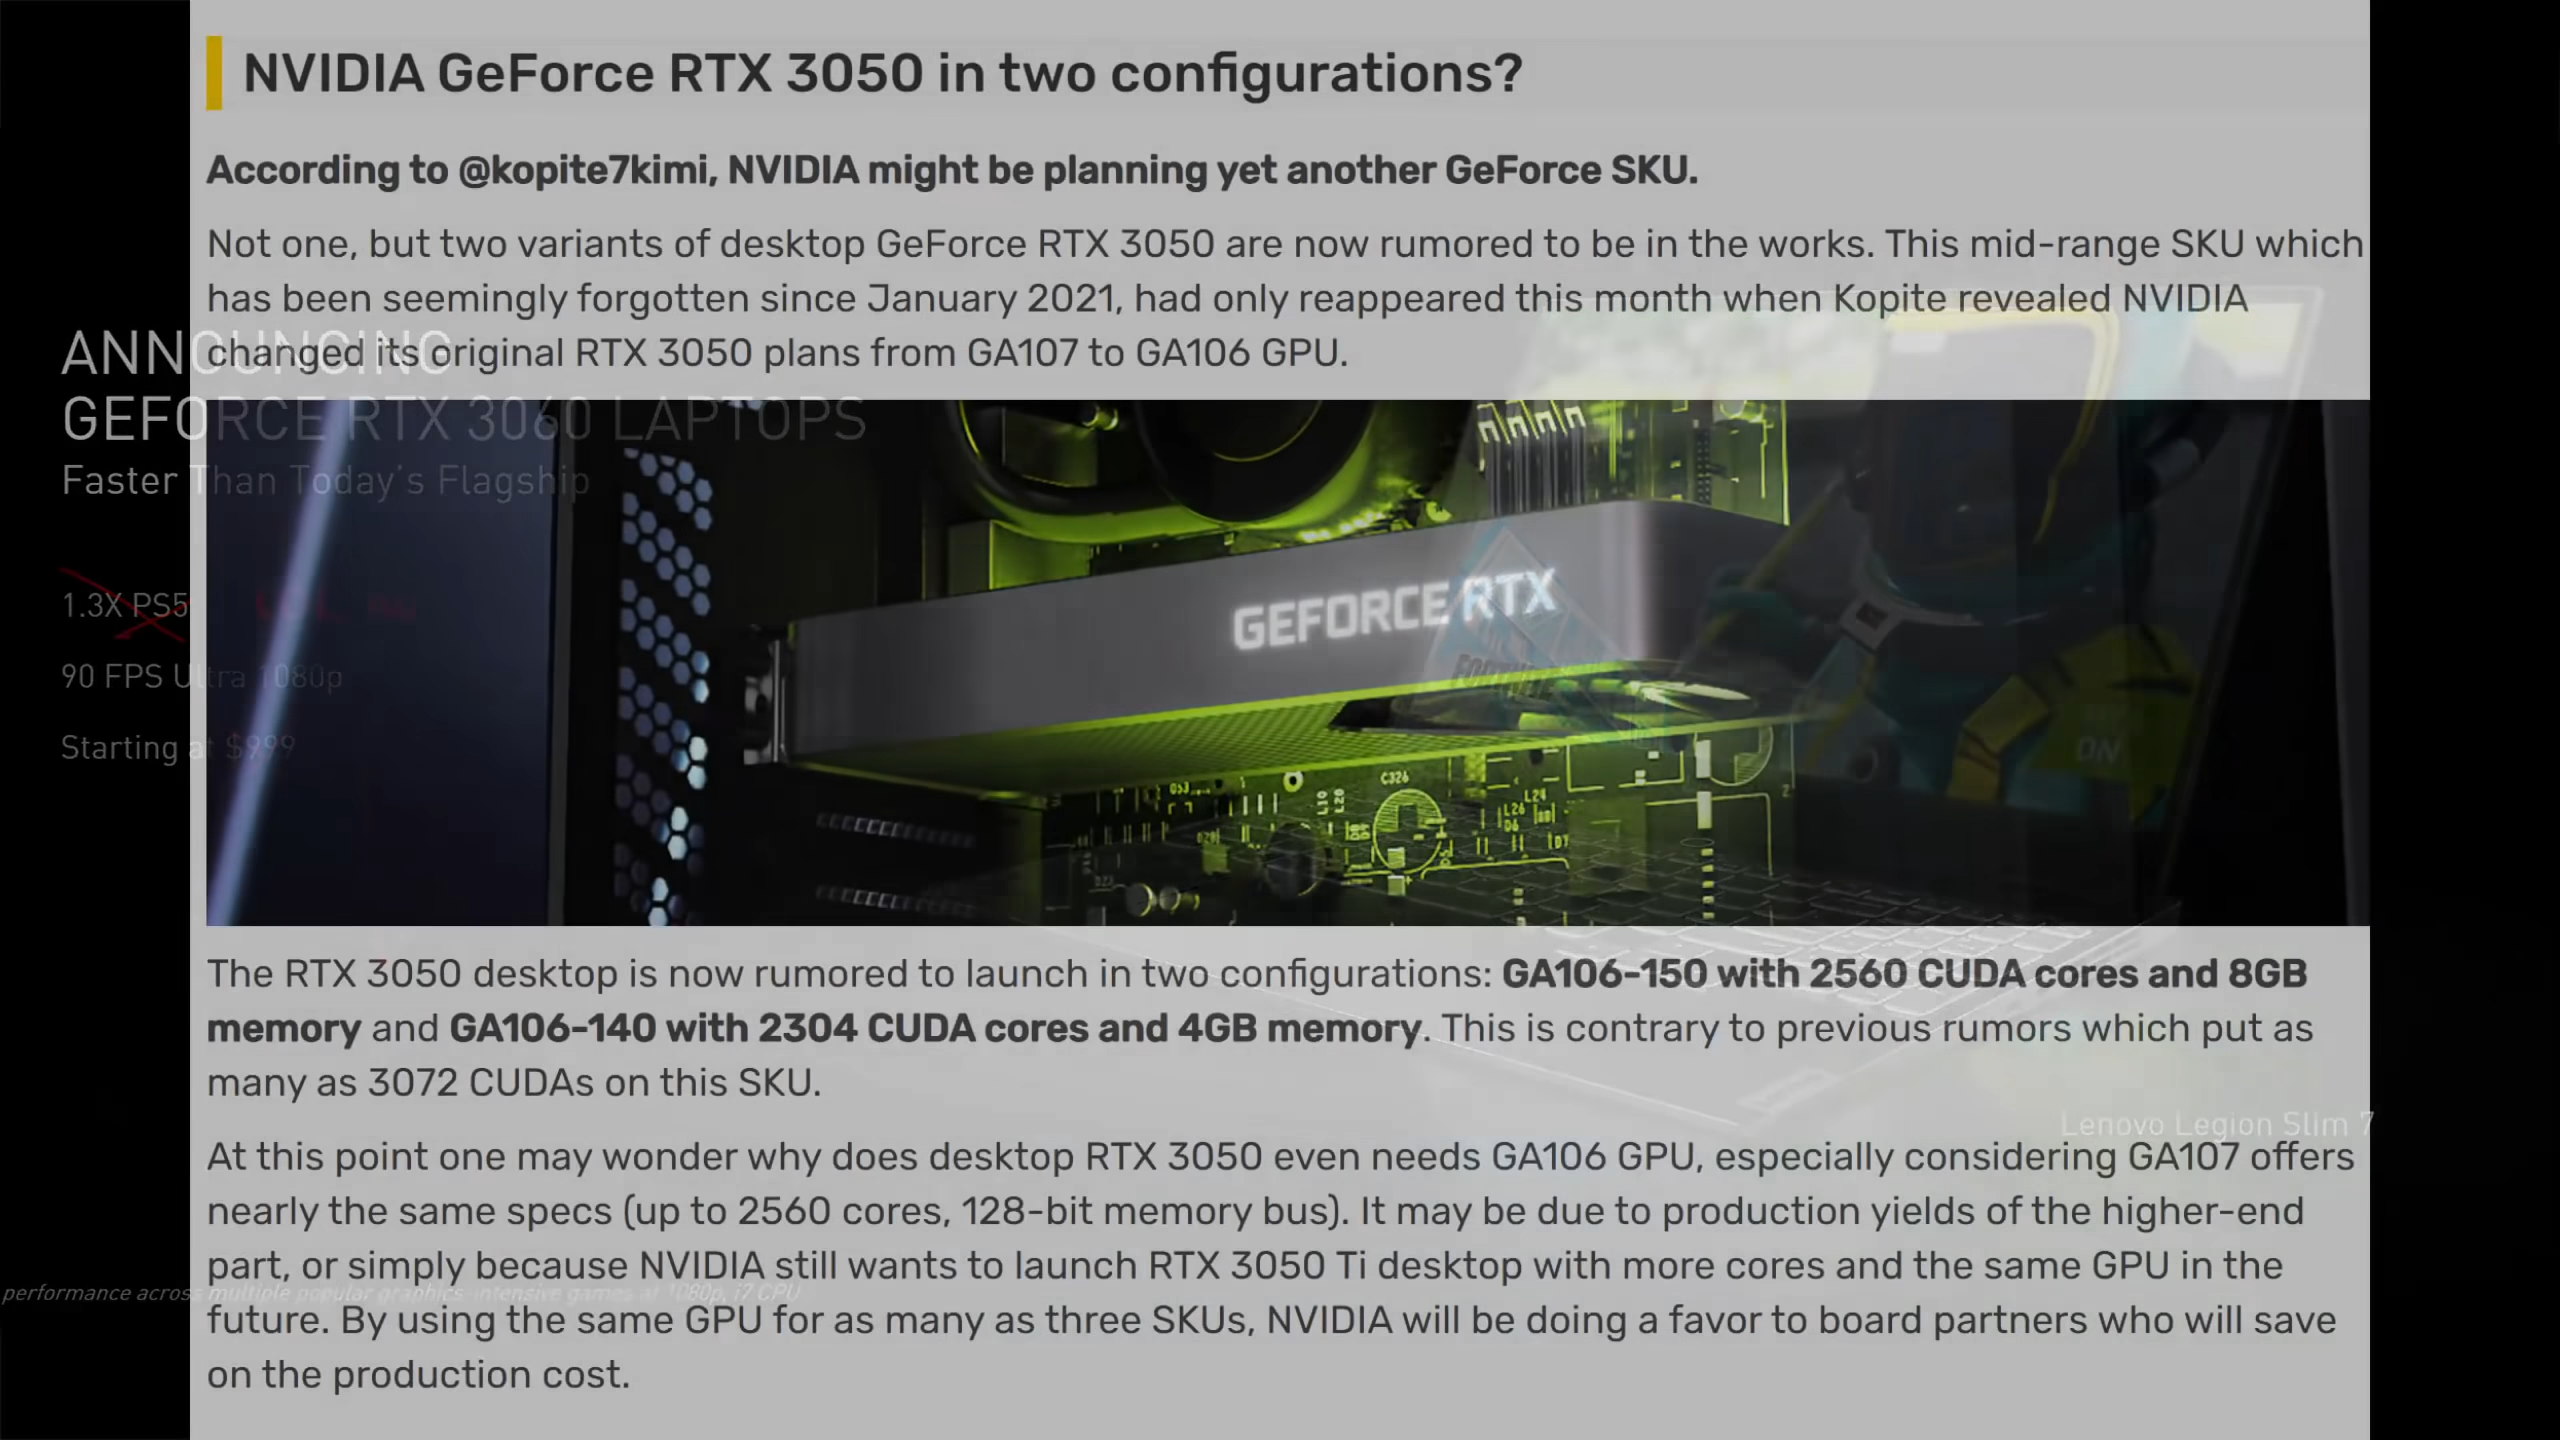 NVIDIA GeForce RTX 3050 in two configurations?
According to @kopite7kimi, NVIDIA might be planning yet another GeForce SKU.
Not one, but two variants of desktop GeForce RTX 3050 are now rumored to be in the works. This mid-range SKU which
has been seemingly forgotten since January 2021, had only reappeared this month when Kopite revealed NVIDIA
changed its original RTX 3050 plans from GA107 to GA106 GPU.
ANNOUNCING
GEFORCE RTX 3060 LAPTOPS
Faster Than Today's Flagship
1.3X PS5
90 FPS Ultra 1080p
Starting at $999
GEFORCE RTX
FORTNITE
ON
C326
L10
L20
L24
L26
D6
The RTX 3050 desktop is now rumored to launch in two configurations: GA106-150 with 2560 CUDA cores and 8GB
memory and GA106-140 with 2304 CUDA cores and 4GB memory. This is contrary to previous rumors which put as
many as 3072 CUDAs on this SKU.
Lenovo Legion Slim 7
At this point one may wonder why does desktop RTX 3050 even needs GA106 GPU, especially considering GA107 offers
nearly the same specs (up to 2560 cores, 128-bit memory bus). It may be due to production yields of the higher-end
part, or simply because NVIDIA still wants to launch RTX 3050 Ti desktop with more cores and the same GPU in the
performance across multiple popular graphics-intensive games at 1080p, i7 CPU
future. By using the same GPU for as many as three SKUs, NVIDIA will be doing a favor to board partners who will save
on the production cost.